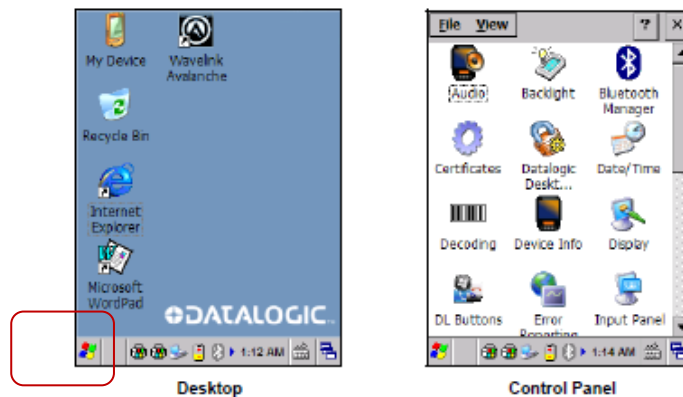 My Device
Wavelink
Avalanche
Recycle Bin
Internet
Explorer
Microsoft
WordPad
DATALOGIC
1:12 AM
Desktop
File View ? ×
Audio
Backlight
Bluetooth
Manager
Certificates
Datalogic
Deskt...
Date/Time
Decoding
Device Info
Display
DL Buttons
Error
Reporting
Input Panel
1:14 AM
Control Panel